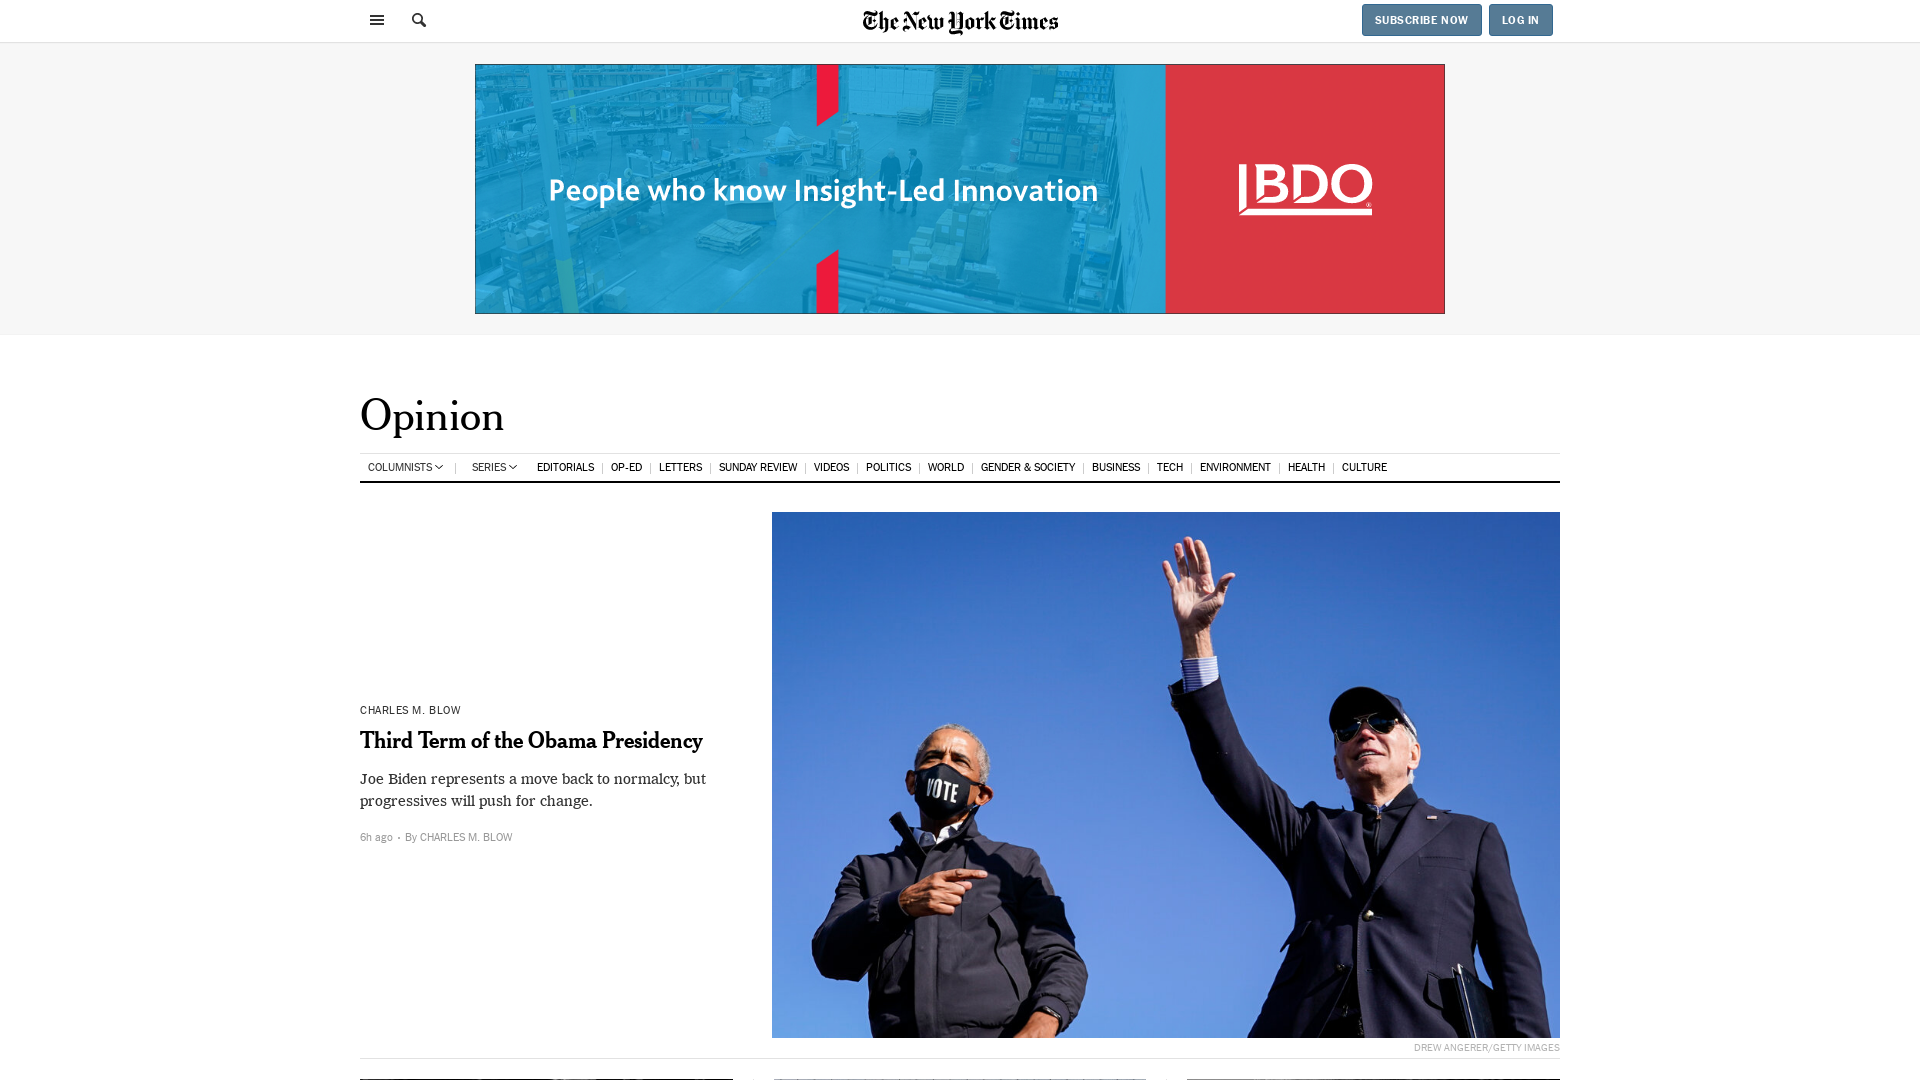 The New York Times
SUBSCRIBE NOW
LOG IN
People who know Insight-Led Innovation
BDO
®
Opinion
COLUMNISTS
SERIES
EDITORIALS
OP-ED
LETTERS
SUNDAY REVIEW
VIDEOS
POLITICS
WORLD
GENDER & SOCIETY
BUSINESS
TECH
ENVIRONMENT
HEALTH
CULTURE
CHARLES M. BLOW
Third Term of the Obama Presidency
Joe Biden represents a move back to normalcy, but
progressives will push for change.
6h ago • By CHARLES M. BLOW
VOTE
DREW ANGERER/GETTY IMAGES